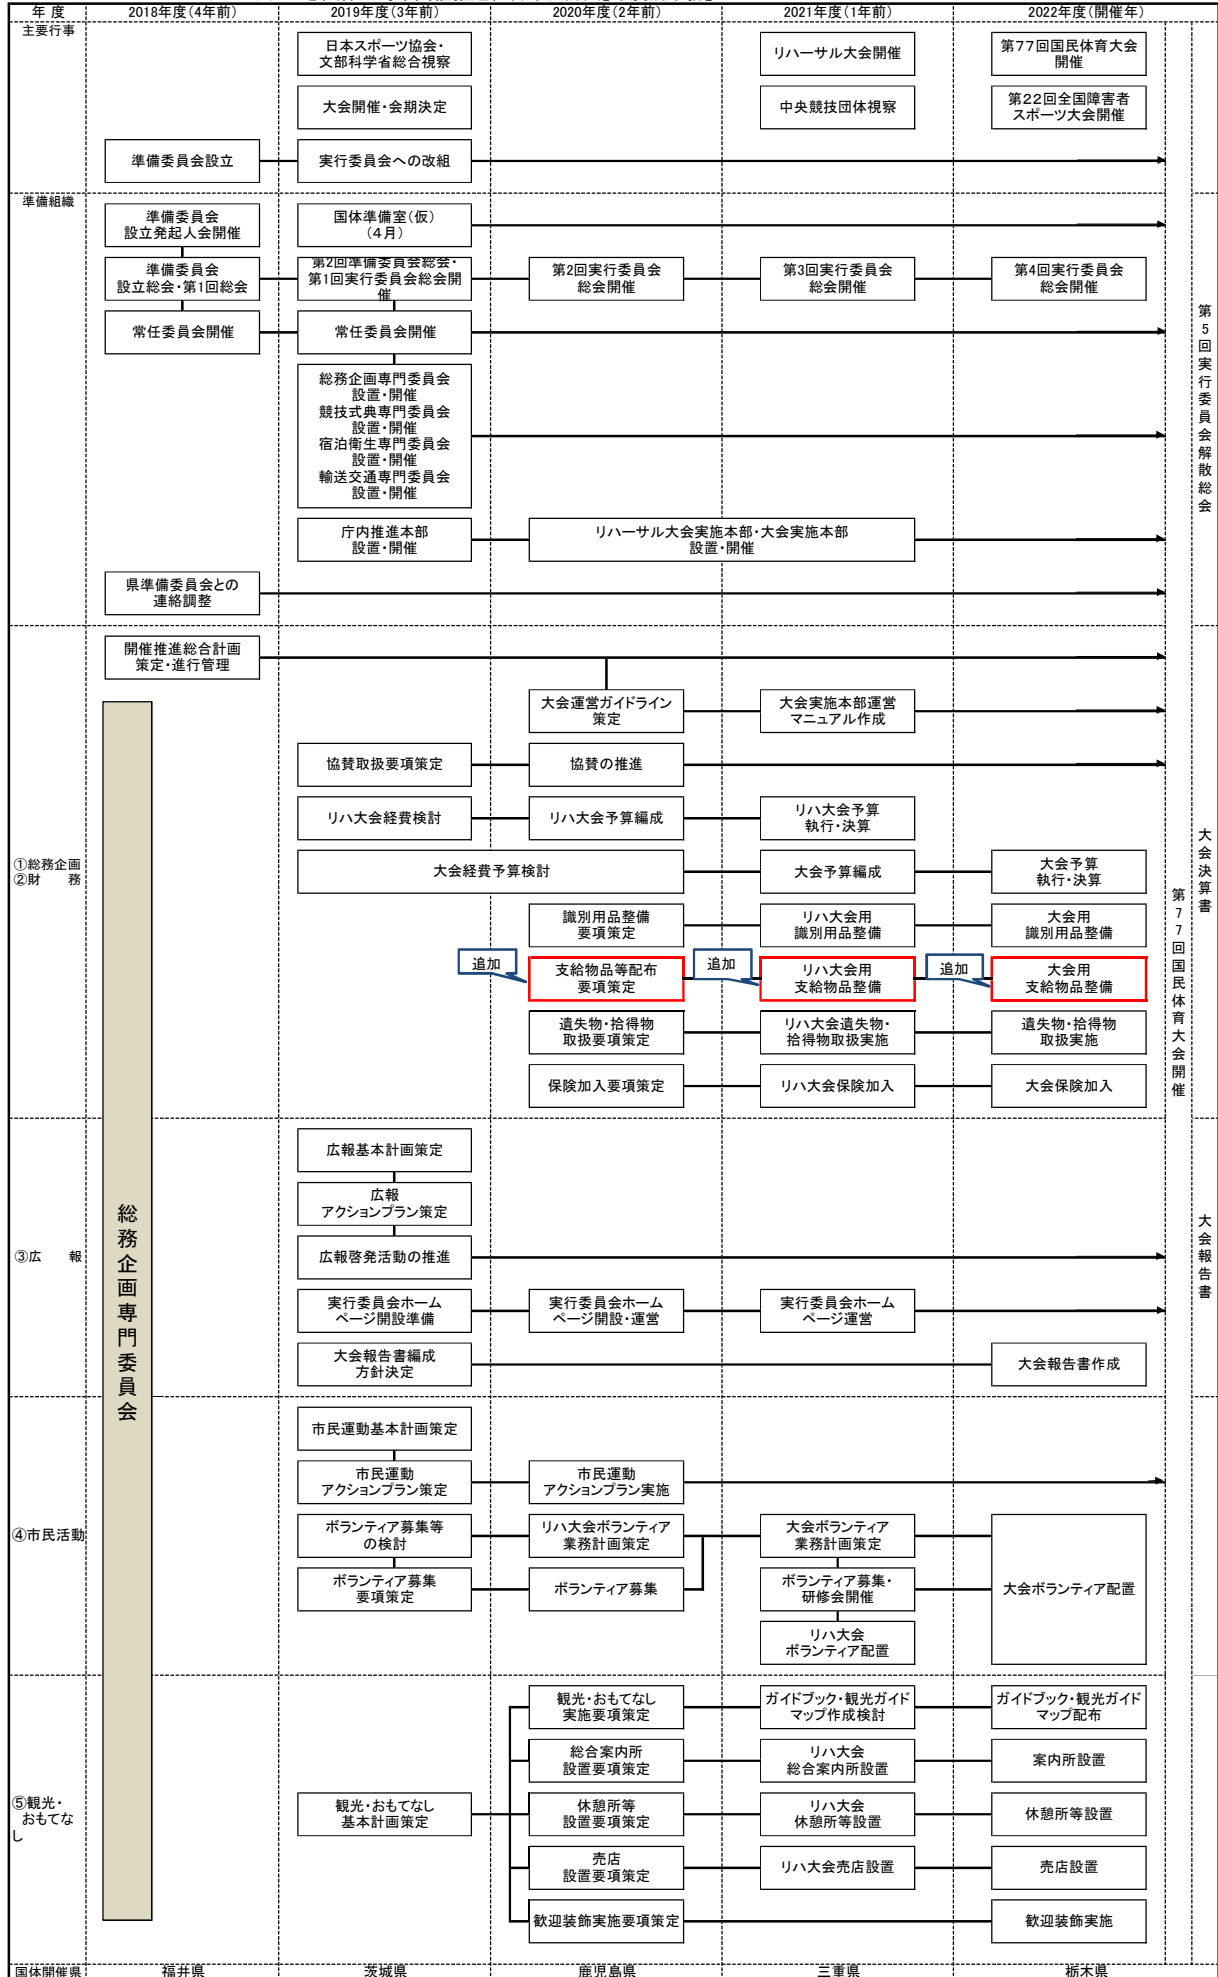 年 度
2018年度(4年前)
2019年度(3年前)
2020年度(2年前)
2021年度(1年前)
2022年度(開催年)
主要行事
日本スポーツ協会・
文部科学省総合視察
リハーサル大会開催
第77回国民体育大会
開催
大会開催・会期決定
中央競技団体視察
第22回全国障害者
スポーツ大会開催
準備委員会設立
実行委員会への改組
準備組織
準備委員会
設立発起人会開催
国体準備室(仮)
(4月)
準備委員会
設立総会・第1回総会
第2回準備委員会総会・
第1回実行委員会総会開
催
第2回実行委員会
総会開催
第3回実行委員会
総会開催
第4回実行委員会
総会開催
常任委員会開催
常任委員会開催
総務企画専門委員会
設置・開催
競技式典専門委員会
設置・開催
宿泊衛生専門委員会
設置・開催
輸送交通専門委員会
設置・開催
庁内推進本部
設置・開催
リハーサル大会実施本部・大会実施本部
設置・開催
県準備委員会との
連絡調整
第5回実行委員会解散総会
開催推進総合計画
策定・進行管理
大会運営ガイドライン
策定
大会実施本部運営
マニュアル作成
協賛取扱要項策定
協賛の推進
リハ大会経費検討
リハ大会予算編成
リハ大会予算
執行・決算
①総務企画
②財 務
大会経費予算検討
大会予算編成
大会予算
執行・決算
識別用品整備
要項策定
リハ大会用
識別用品整備
大会用
識別用品整備
追加
支給物品等配布
要項策定
追加
リハ大会用
支給物品整備
追加
大会用
支給物品整備
遺失物・拾得物
取扱要項策定
リハ大会遺失物・
拾得物取扱実施
遺失物・拾得物
取扱実施
保険加入要項策定
リハ大会保険加入
大会保険加入
第77回国民体育大会開催
大会決算書
総務企画専門委員会
③広 報
広報基本計画策定
広報
アクションプラン策定
広報啓発活動の推進
実行委員会ホーム
ページ開設準備
実行委員会ホーム
ページ開設・運営
実行委員会ホーム
ページ運営
大会報告書編成
方針決定
大会報告書作成
大会報告書
④市民活動
市民運動基本計画策定
市民運動
アクションプラン策定
市民運動
アクションプラン実施
ボランティア募集等
の検討
リハ大会ボランティア
業務計画策定
大会ボランティア
業務計画策定
ボランティア募集
要項策定
ボランティア募集
ボランティア募集・
研修会開催
大会ボランティア配置
リハ大会
ボランティア配置
⑤観光・
おもてな
し
観光・おもてなし
実施要項策定
ガイドブック・観光ガイド
マップ作成検討
ガイドブック・観光ガイド
マップ配布
総合案内所
設置要項策定
リハ大会
総合案内所設置
案内所設置
観光・おもてなし
基本計画策定
休憩所等
設置要項策定
リハ大会
休憩所等設置
休憩所等設置
売店
設置要項策定
リハ大会売店設置
売店設置
歓迎装飾実施要項策定
歓迎装飾実施
国体開催県
福井県
茨城県
鹿児島県
三重県
栃木県